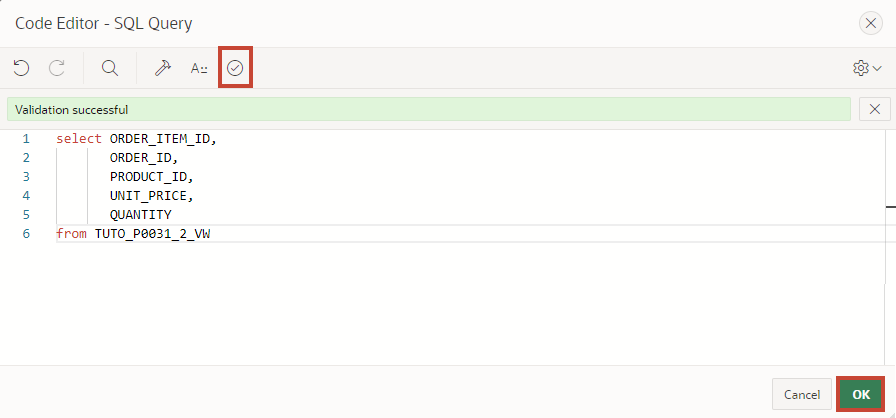 Code Editor - SQL Query
A::
Validation successful
1 select ORDER_ITEM_ID,
2 ORDER_ID,
3 PRODUCT_ID,
4 UNIT_PRICE,
5 QUANTITY
6 from TUTO_P0031_2_VW
Cancel OK